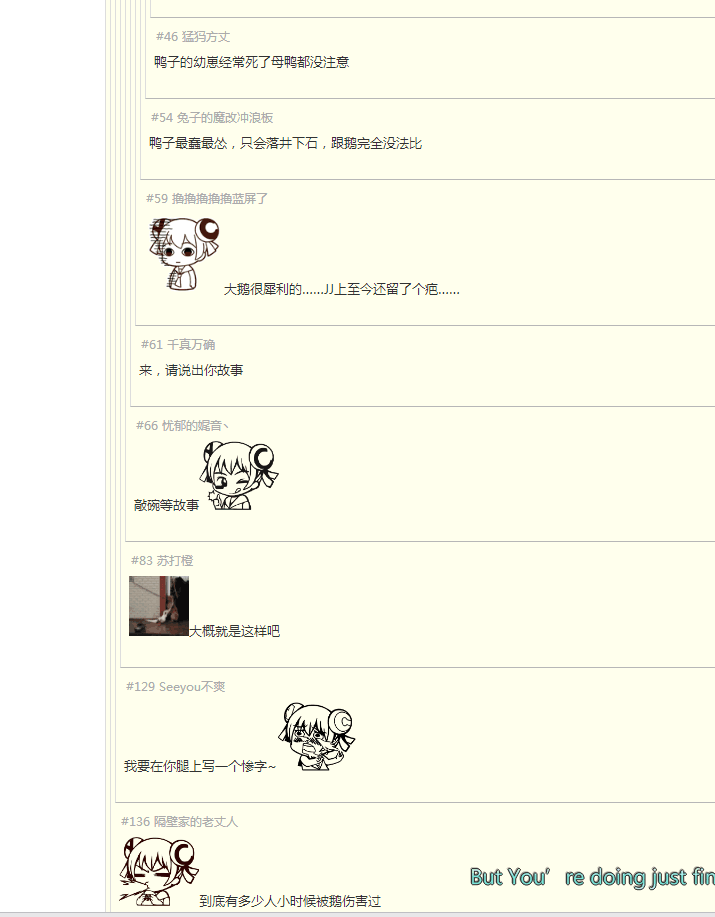 #46 猛犸方丈
鸭子的幼崽经常死了母鸭都没注意
#54 兔子的魔改冲浪板
鸭子最蠢最怂，只会落井下石，跟鹅完全没法比
#59 擼擼擼擼擼蓝屏了
大鹅很犀利的……JJ上至今还留了个疤……
#61 千真万确
来，请说出你故事
#66 忧郁的娓音丶
敲碗等故事
#83 苏打橙
大概就是这样吧
#129 Seeyou不爽
我要在你腿上写一个惨字~
#136 隔壁家的老丈人
到底有多少人小时候被鹅伤害过
But You’re doing just fin